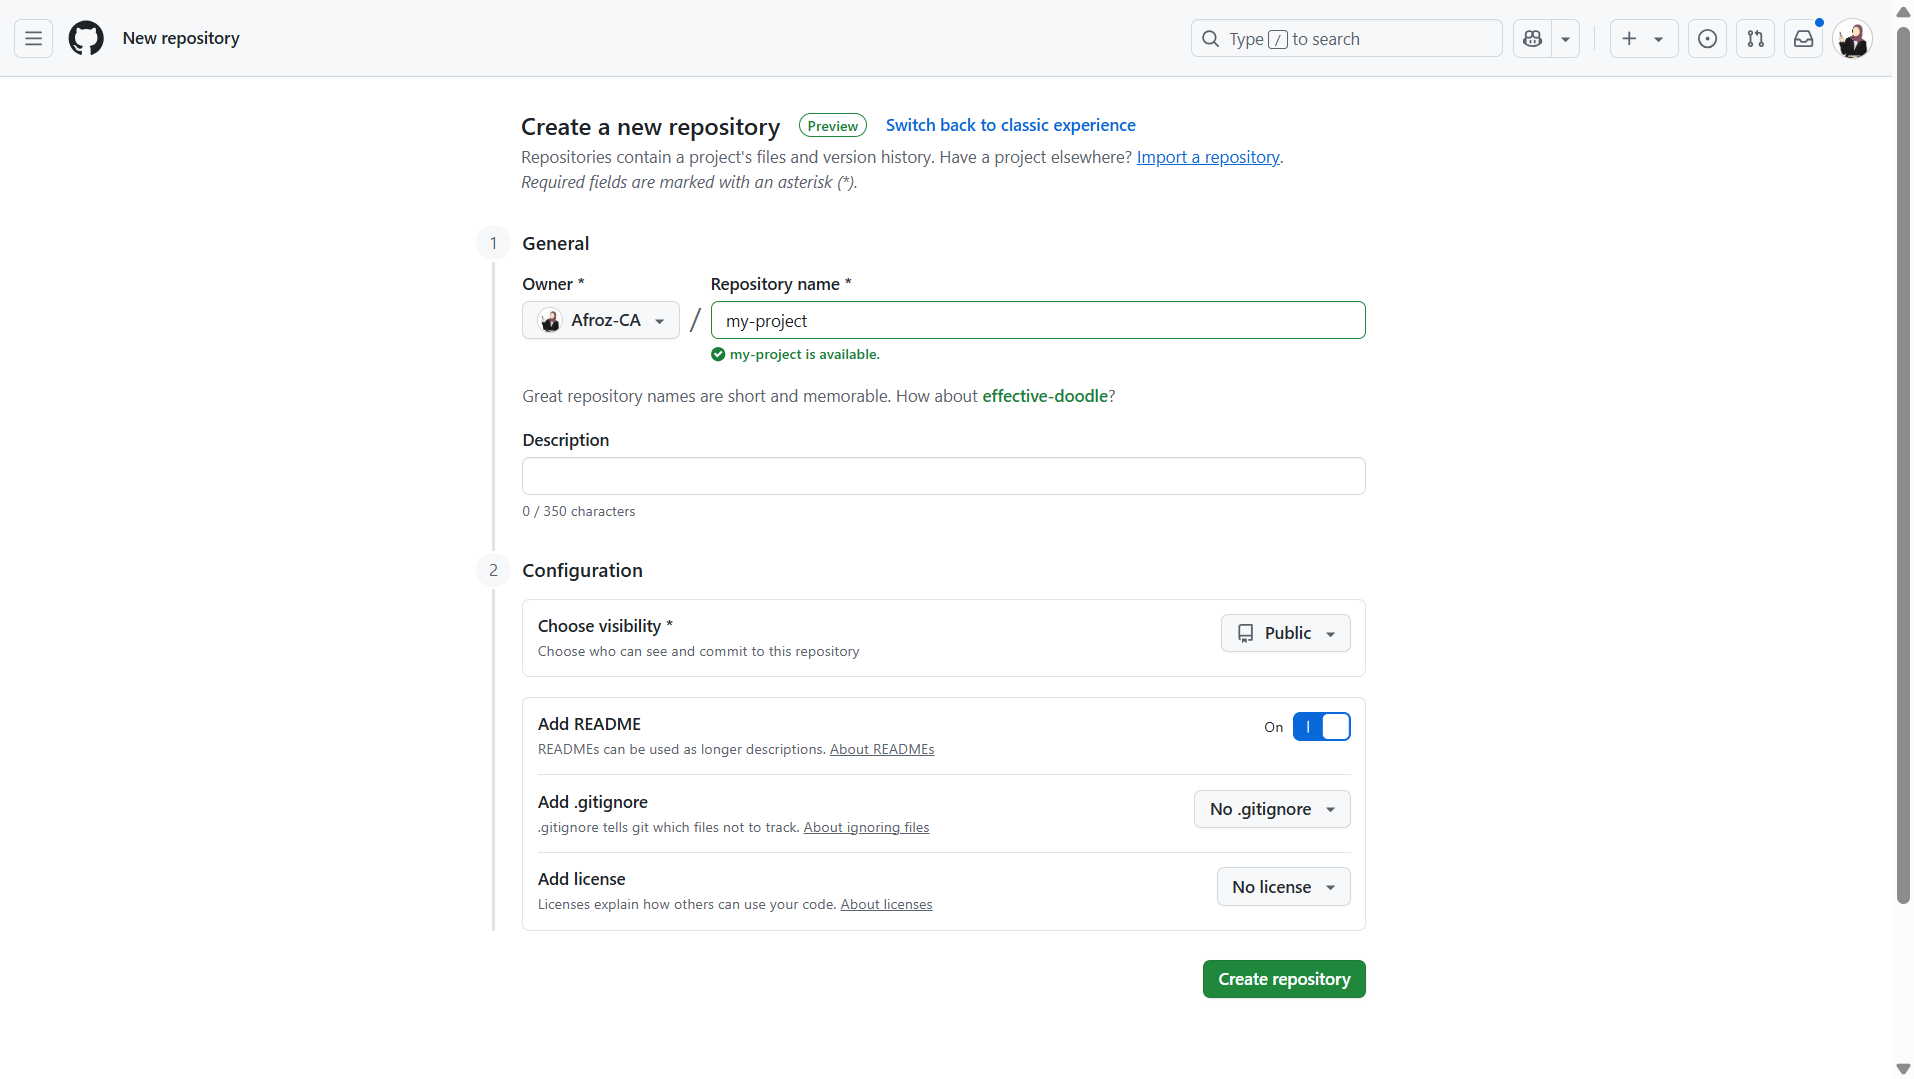 New repository
Type / to search
Create a new repository Preview Switch back to classic experience
Repositories contain a project's files and version history. Have a project elsewhere? Import a repository.
Required fields are marked with an asterisk (*).
1 General
Owner * Repository name *
Afroz-CA / my-project
my-project is available.
Great repository names are short and memorable. How about effective-doodle?
Description
0 / 350 characters
2 Configuration
Choose visibility *
Public
Choose who can see and commit to this repository
Add README
On
READMEs can be used as longer descriptions. About READMEs
Add .gitignore
No .gitignore
.gitignore tells git which files not to track. About ignoring files
Add license
No license
Licenses explain how others can use your code. About licenses
Create repository